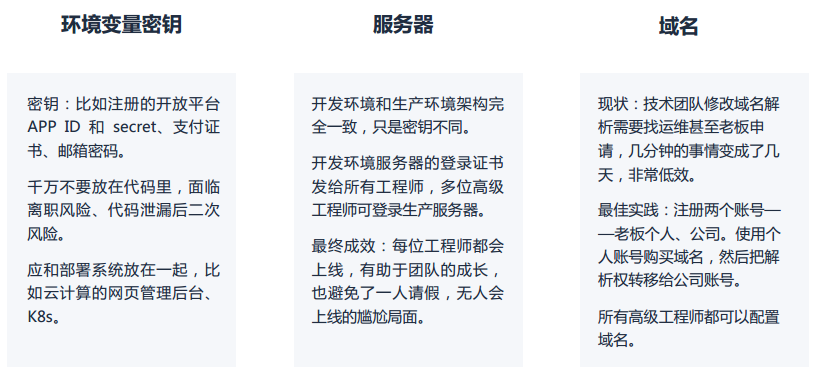 环境变量密钥
密钥：比如注册的开放平台
APP ID 和 secret、支付证
书、邮箱密码。
千万不要放在代码里，面临
离职风险、代码泄漏后二次
风险。
应和部署系统放在一起，比
如云计算的网页管理后台、
K8s。
服务器
开发环境和生产环境架构完
全一致，只是密钥不同。
开发环境服务器的登录证书
发给所有工程师，多位高级
工程师可登录生产服务器。
最终成效：每位工程师都会
上线，有助于团队的成长，
也避免了一人请假，无人会
上线的尴尬局面。
域名
现状：技术团队修改域名解
析需要找运维甚至老板申
请，几分钟的事情变成了几
天，非常低效。
最佳实践：注册两个账号—
—老板个人、公司。使用个
人账号购买域名，然后把解
析权转移给公司账号。
所有高级工程师都可以配置
域名。